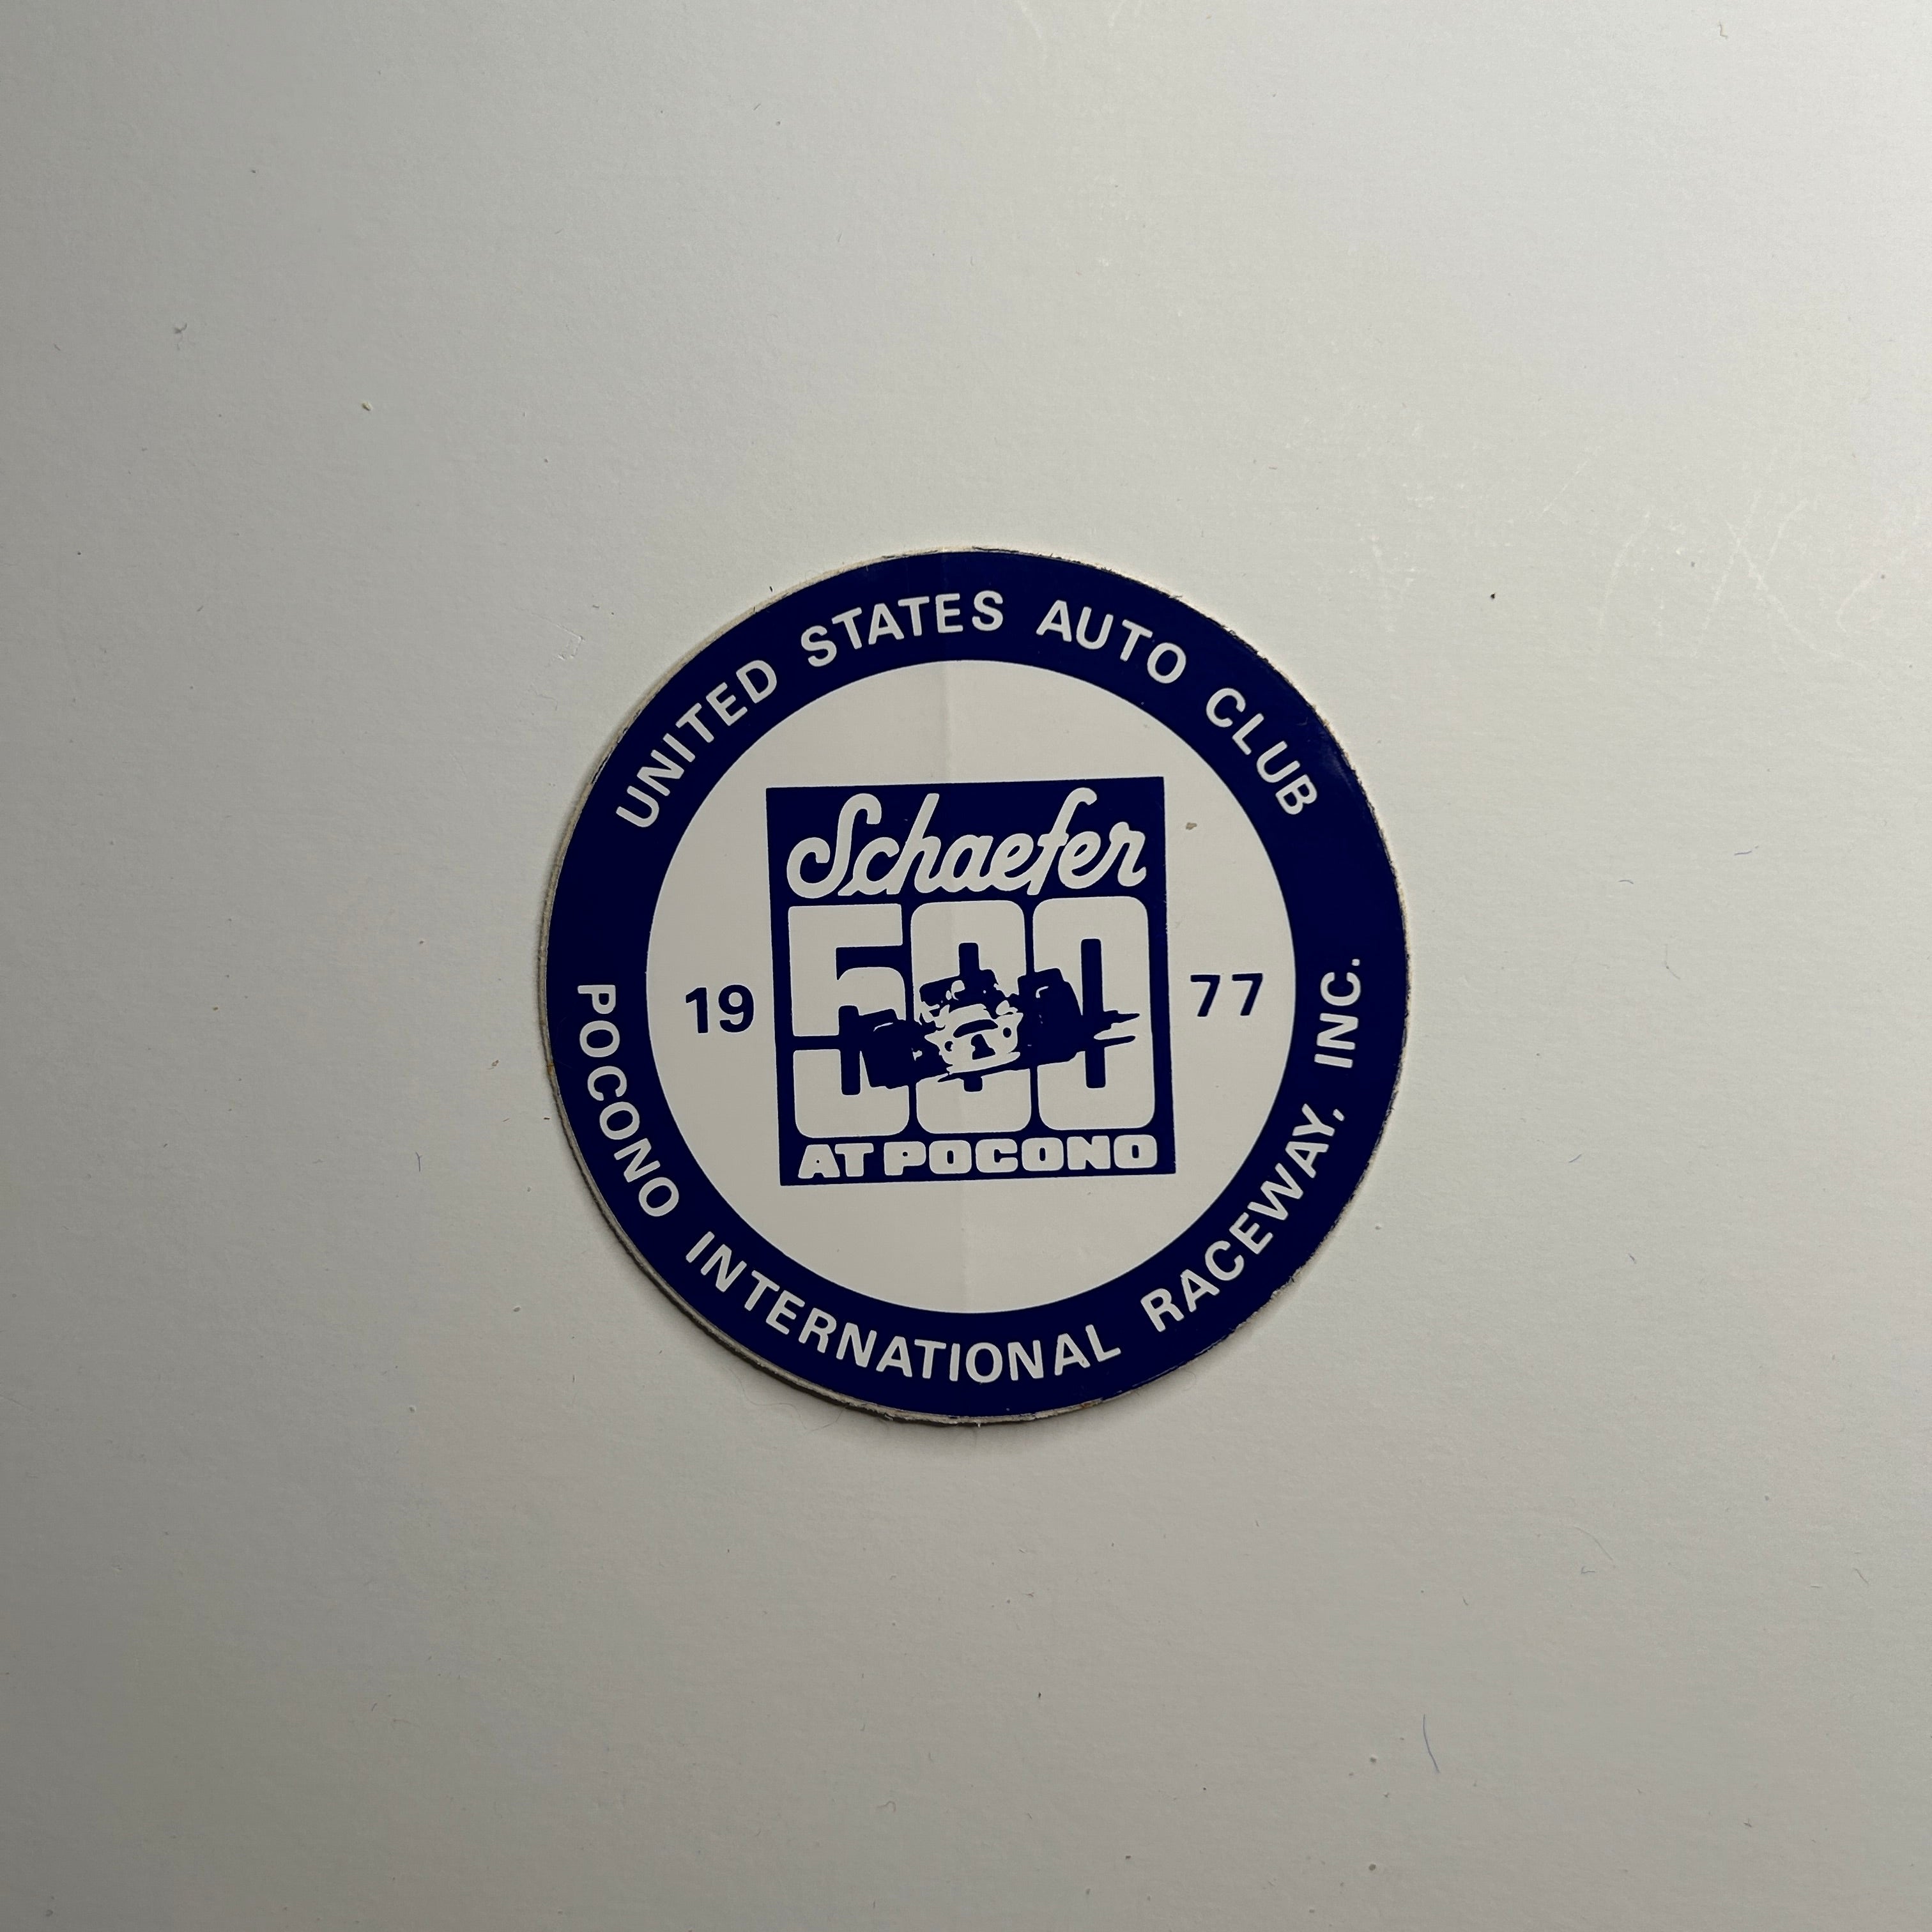 UNITED STATES AUTO CLUB
Schaefer
500
19 77
AT POCONO
POCONO INTERNATIONAL RACEWAY, INC.